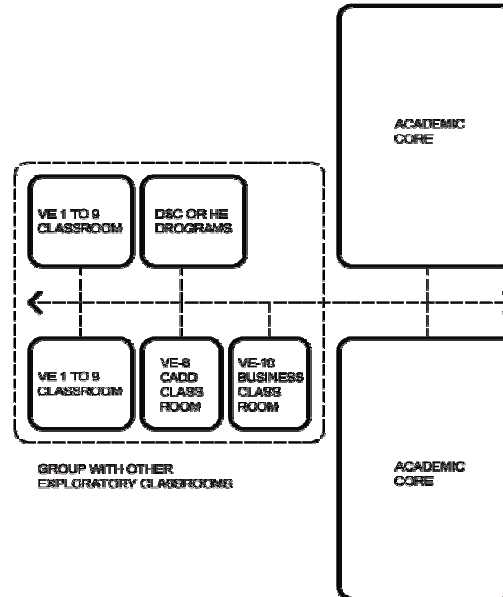 ACADEMIC
CORE
VE 1 TO 9
CLASSROOM
DSC OR HE
DROGRAMS
VE 1 TO 9
CLASSROOM
VE-8
CADD
CLASS
ROOM
VE-10
BUSINESS
CLASS
ROOM
GROUP WITH OTHER
EXPLORATORY CLASSROOMS
ACADEMIC
CORE